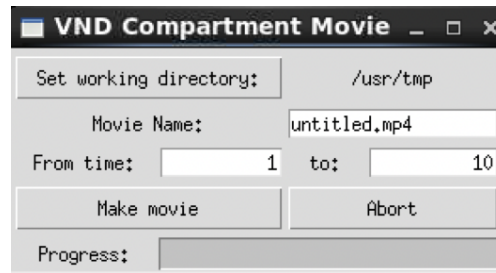 VND Compartment Movie
Set working directory: /usr/tmp
Movie Name: untitled.mp4
From time: 1 to: 10
Make movie Abort
Progress: